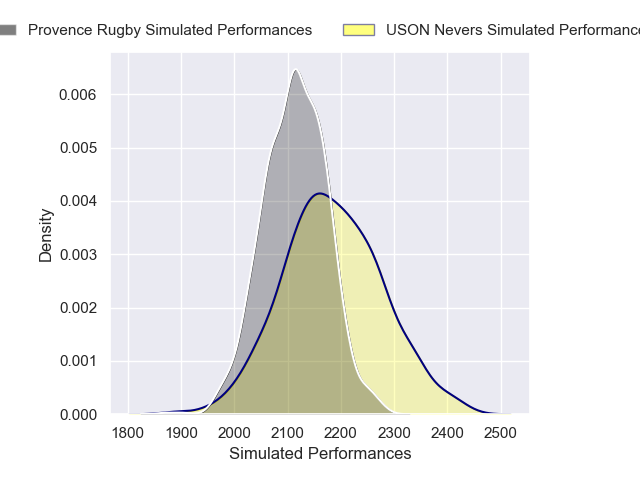 Provence Rugby Simulated Performances
USON Nevers Simulated Performance
0.006
0.005
0.004
0.003
0.002
0.001
0.000
Density
1800 1900 2000 2100 2200 2300 2400 2500
Simulated Performances